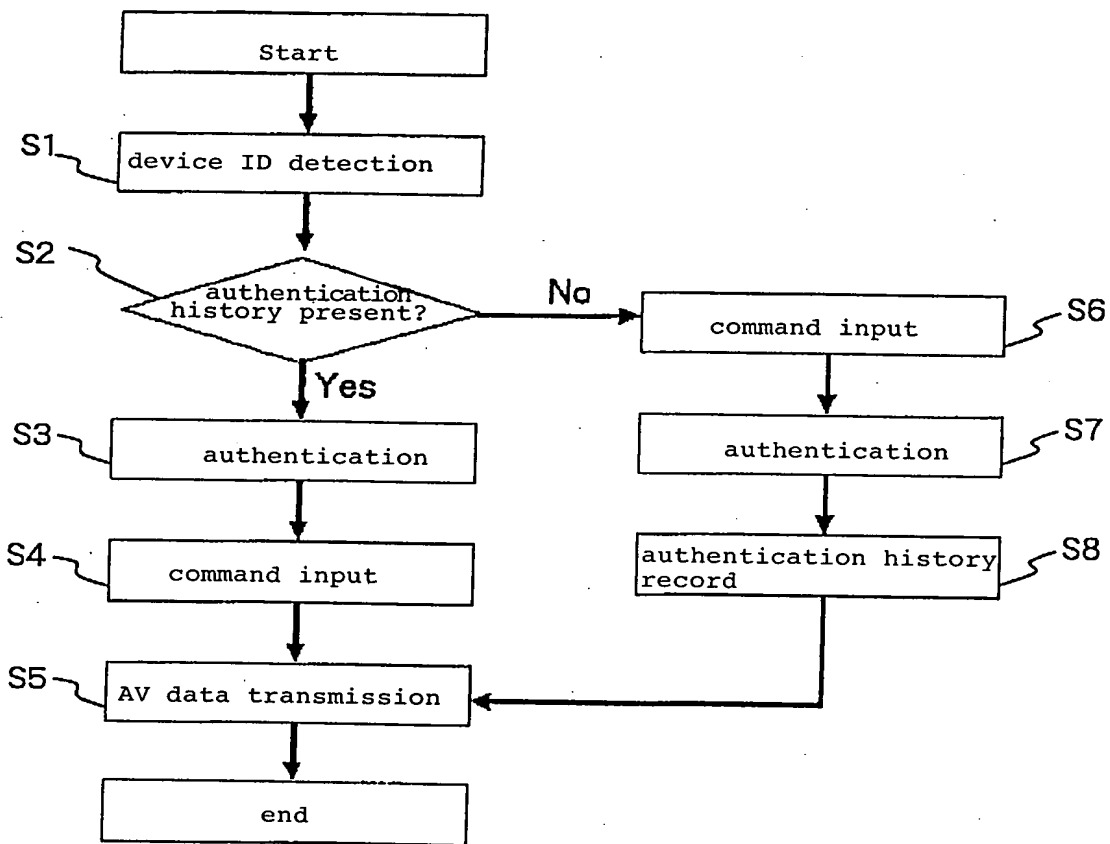 Start
S1
device ID detection
S2
authentication
history present?
No
Yes
command input
S6
S3
authentication
authentication
S7
S4
command input
authentication history
record
S8
S5
AV data transmission
end